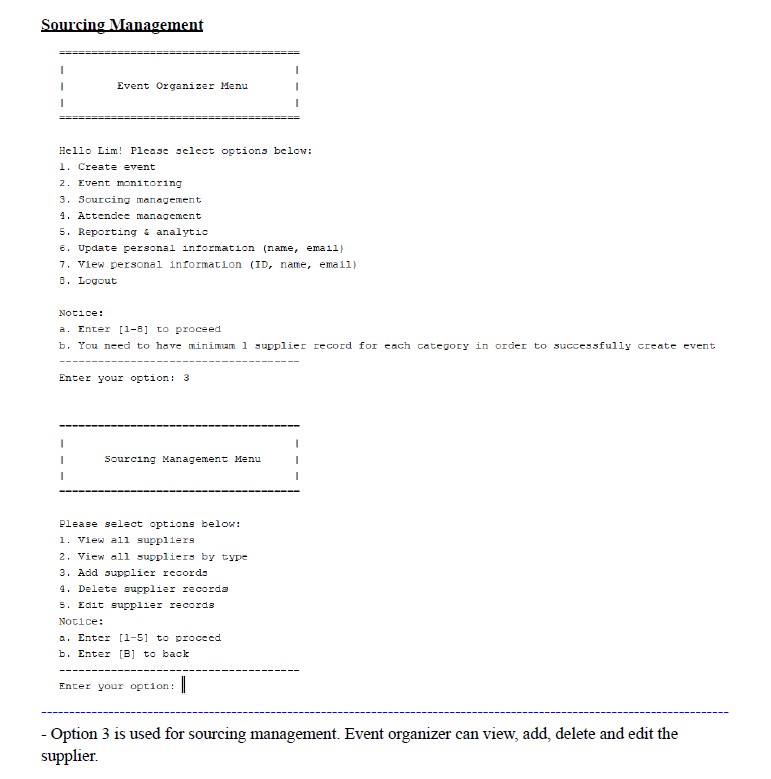 Sourcing Management
=======================================
|                                     |
|         Event Organizer Menu        |
|                                     |
=======================================
Hello Lim! Please select options below:
1. Create event
2. Event monitoring
3. Sourcing management
4. Attendee management
5. Reporting & analytic
6. Update personal information (name, email)
7. View personal information (ID, name, email)
8. Logout
Notice:
a. Enter [1-8] to proceed
b. You need to have minimum 1 supplier record for each category in order to successfully create event
---------------------------------------
Enter your option: 3
---------------------------------------
|                                     |
|       Sourcing Management Menu      |
|                                     |
---------------------------------------
Please select options below:
1. View all suppliers
2. View all suppliers by type
3. Add supplier records
4. Delete supplier records
5. Edit supplier records
Notice:
a. Enter [1-5] to proceed
b. Enter [B] to back
---------------------------------------
Enter your option:
- Option 3 is used for sourcing management. Event organizer can view, add, delete and edit the
supplier.